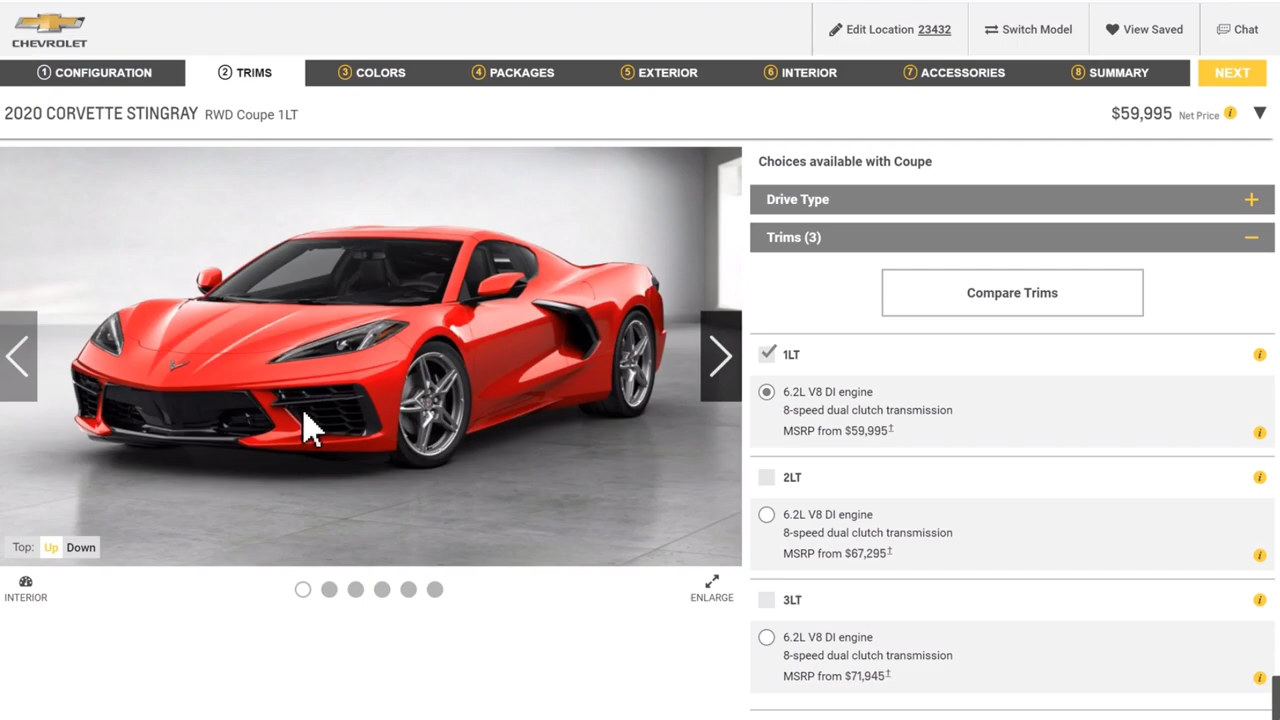 CHEVROLET
Edit Location 23432
Switch Model
View Saved
Chat
1 CONFIGURATION
2 TRIMS
3 COLORS
4 PACKAGES
5 EXTERIOR
6 INTERIOR
7 ACCESSORIES
8 SUMMARY
NEXT
2020 CORVETTE STINGRAY RWD Coupe 1LT
$59,995 Net Price i
Choices available with Coupe
Drive Type +
Trims (3) –
Compare Trims
1LT i
6.2L V8 DI engine
8-speed dual clutch transmission
MSRP from $59,995† i
2LT i
6.2L V8 DI engine
8-speed dual clutch transmission
MSRP from $67,295† i
3LT i
6.2L V8 DI engine
8-speed dual clutch transmission
MSRP from $71,945† i
Top: Up Down
INTERIOR
ENLARGE